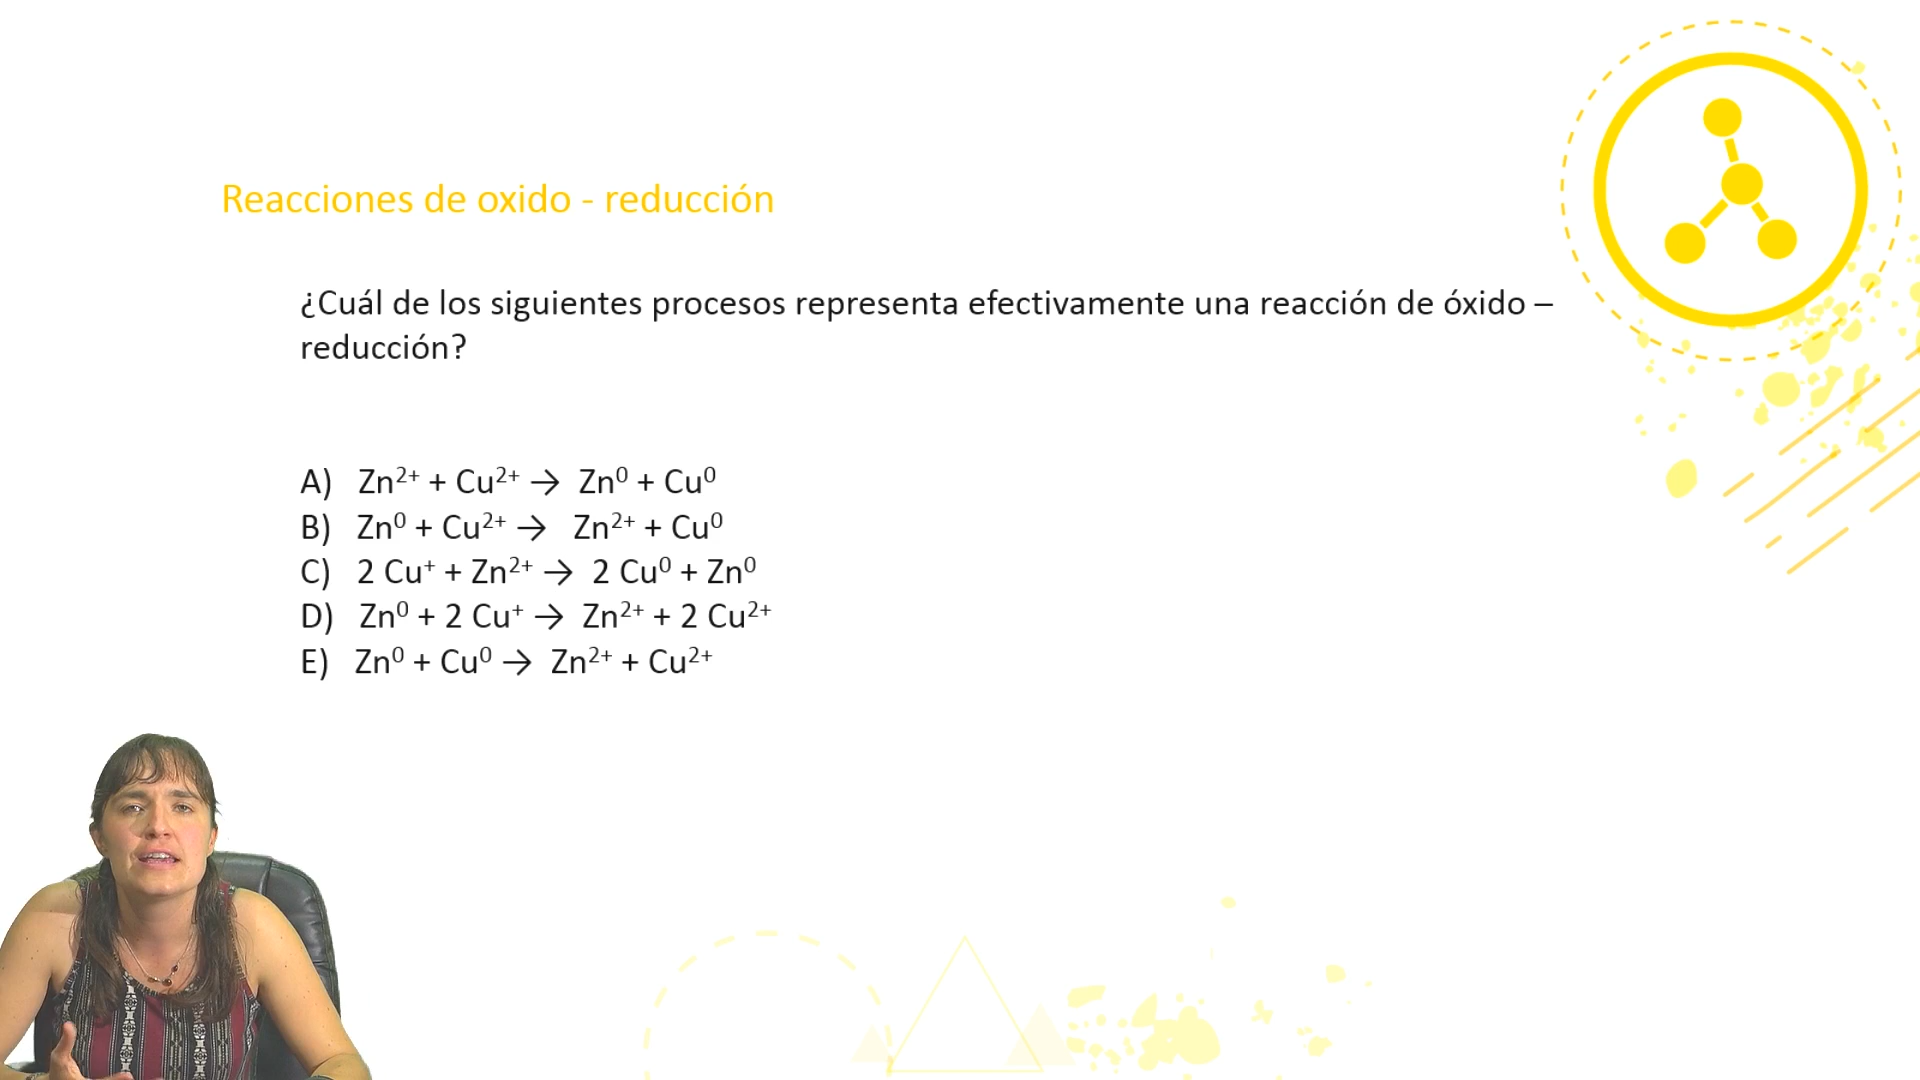 Reacciones de oxido - reducción
¿Cuál de los siguientes procesos representa efectivamente una reacción de óxido –
reducción?
A) Zn²⁺ + Cu²⁺ → Zn⁰ + Cu⁰
B) Zn⁰ + Cu²⁺ → Zn²⁺ + Cu⁰
C) 2 Cu⁺ + Zn²⁺ → 2 Cu⁰ + Zn⁰
D) Zn⁰ + 2 Cu⁺ → Zn²⁺ + 2 Cu²⁺
E) Zn⁰ + Cu⁰ → Zn²⁺ + Cu²⁺